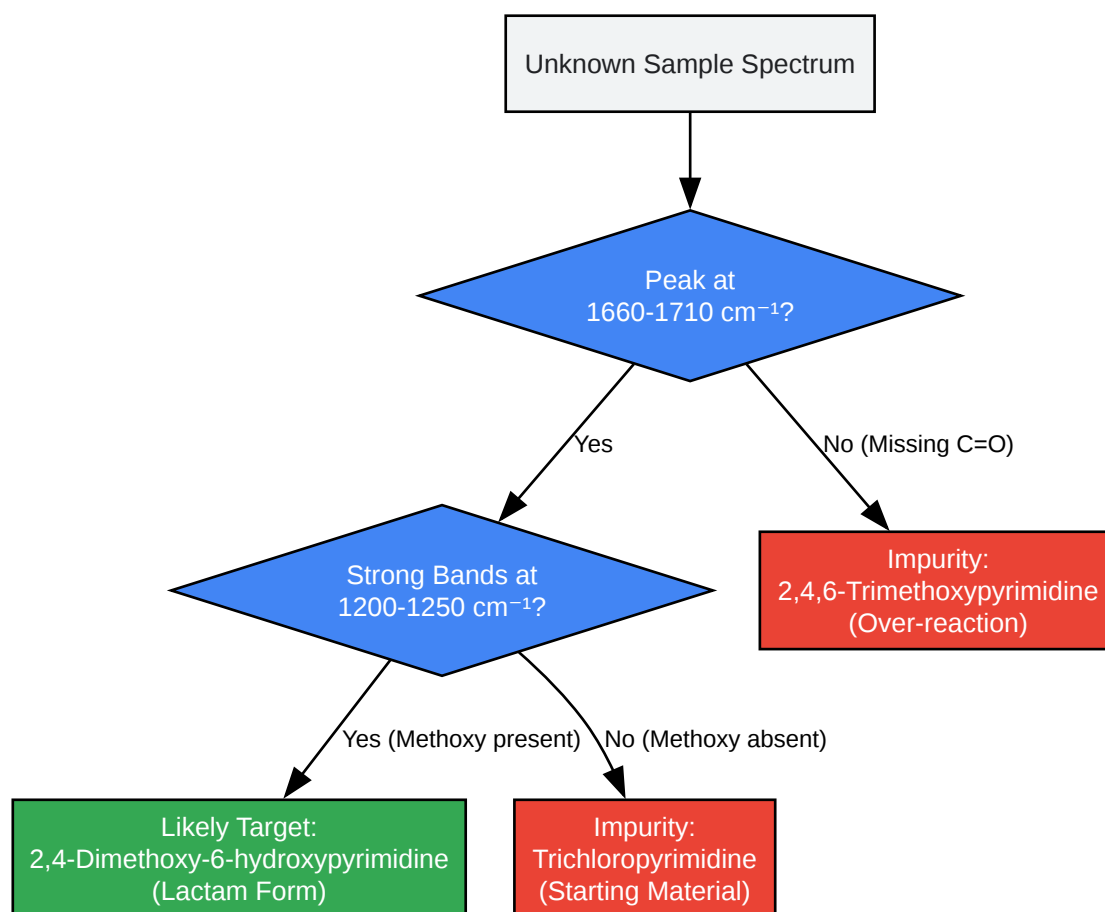 Unknown Sample Spectrum
Peak at
1660-1710 cm⁻¹?
Yes
No (Missing C=O)
Strong Bands at
1200-1250 cm⁻¹?
Impurity:
2,4,6-Trimethoxypyrimidine
(Over-reaction)
Yes (Methoxy present)
No (Methoxy absent)
Likely Target:
2,4-Dimethoxy-6-hydroxypyrimidine
(Lactam Form)
Impurity:
Trichloropyrimidine
(Starting Material)